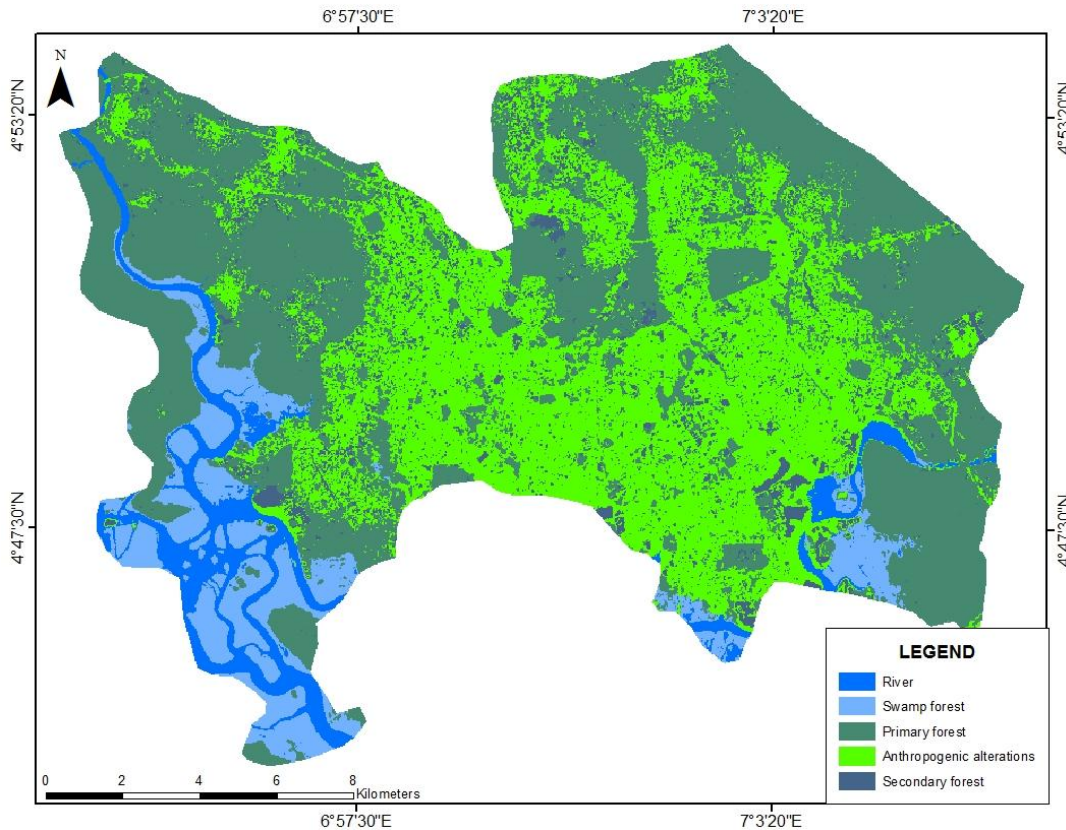 6°57'30"E
7°3'20"E
N
4°53'20"N
4°53'20"N
4°47'30"N
4°47'30"N
LEGEND
River
Swamp forest
Primary forest
Anthropogenic alterations
Secondary forest
0 2 4 6 8
Kilometers
6°57'30"E
7°3'20"E